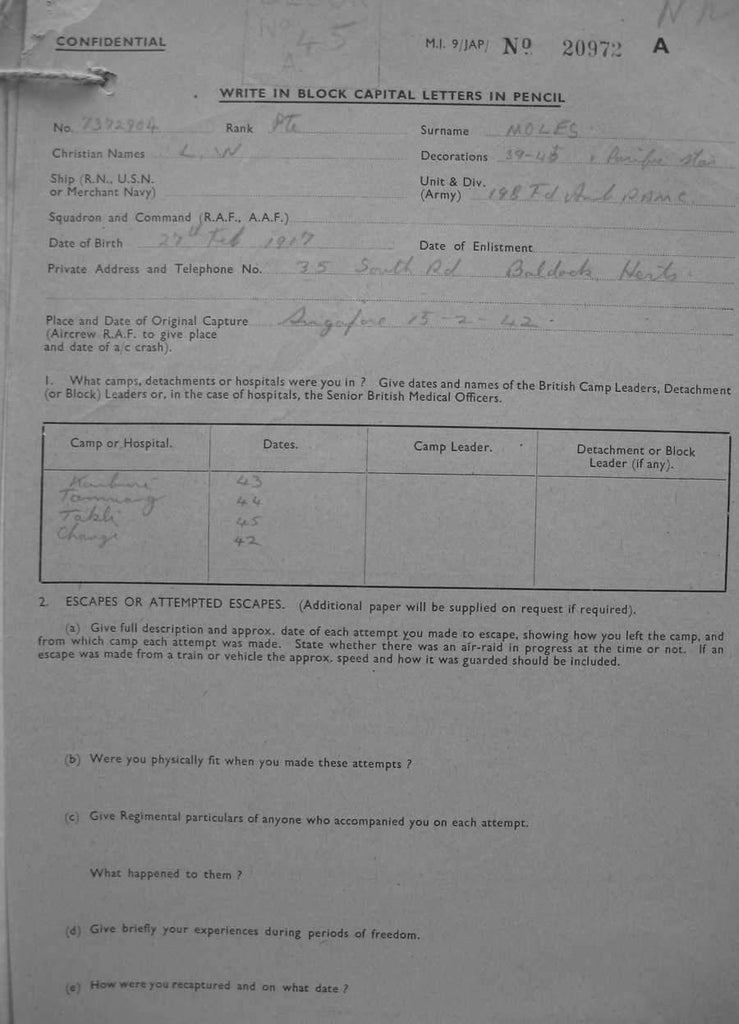 No 45
A
N R
CONFIDENTIAL
M.I. 9/JAP/ No 20972 A
WRITE IN BLOCK CAPITAL LETTERS IN PENCIL
No. 7372904 Rank Pte Surname MOLES
Christian Names L. W Decorations 39-45 Pacific star
Ship (R.N., U.S.N. or Merchant Navy) Unit & Div. (Army) 198 Fd Amb RAMC
Squadron and Command (R.A.F., A.A.F.)
Date of Birth 27th Feb 1917 Date of Enlistment
Private Address and Telephone No. 35 South Rd Baldock Herts
Place and Date of Original Capture Singapore 15-2-42.
(Aircrew R.A.F. to give place
and date of a/c crash).
1. What camps, detachments or hospitals were you in ? Give dates and names of the British Camp Leaders, Detachment
(or Block) Leaders or, in the case of hospitals, the Senior British Medical Officers.
Camp or Hospital. Dates. Camp Leader. Detachment or Block Leader (if any).
Kanburi 43
Tamuang 44
Takli 45
Changi 42
2. ESCAPES OR ATTEMPTED ESCAPES. (Additional paper will be supplied on request if required).
(a) Give full description and approx. date of each attempt you made to escape, showing how you left the camp, and
from which camp each attempt was made. State whether there was an air-raid in progress at the time or not. If an
escape was made from a train or vehicle the approx. speed and how it was guarded should be included.
(b) Were you physically fit when you made these attempts ?
(c) Give Regimental particulars of anyone who accompanied you on each attempt.
What happened to them ?
(d) Give briefly your experiences during periods of freedom.
(e) How were you recaptured and on what date ?